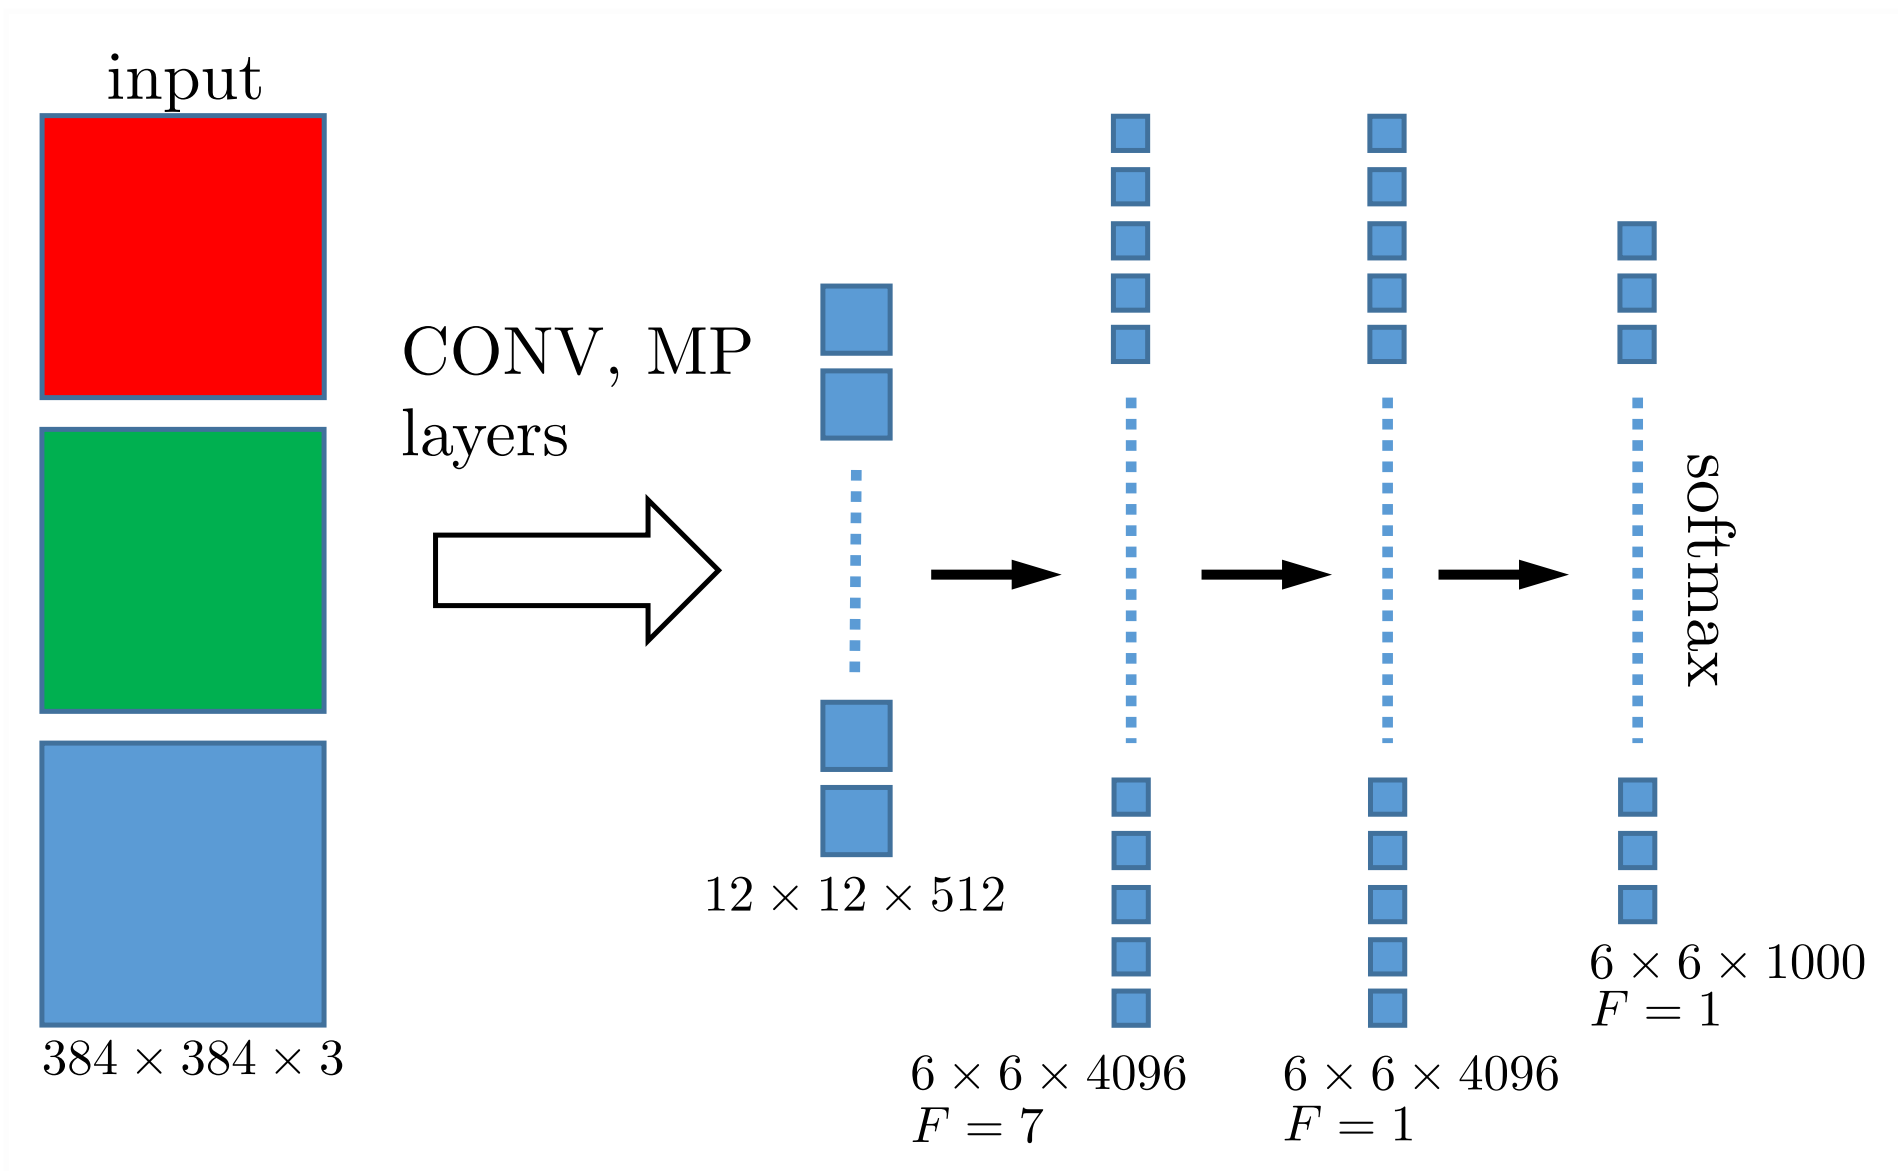 input
384 × 384 × 3
CONV, MP
layers
12 × 12 × 512
6 × 6 × 4096
F = 7
6 × 6 × 4096
F = 1
6 × 6 × 1000
F = 1
softmax